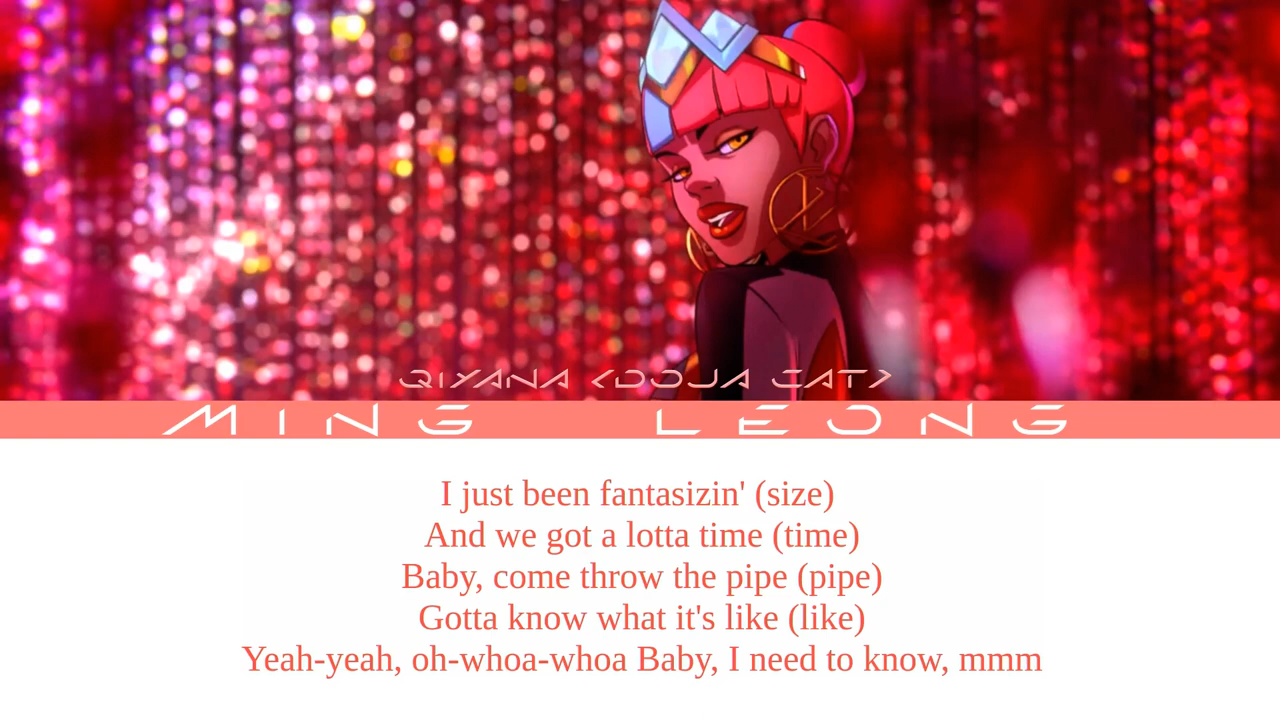 QIYANA <DOJA CAT>
MING LEONG
I just been fantasizin' (size)
And we got a lotta time (time)
Baby, come throw the pipe (pipe)
Gotta know what it's like (like)
Yeah-yeah, oh-whoa-whoa Baby, I need to know, mmm